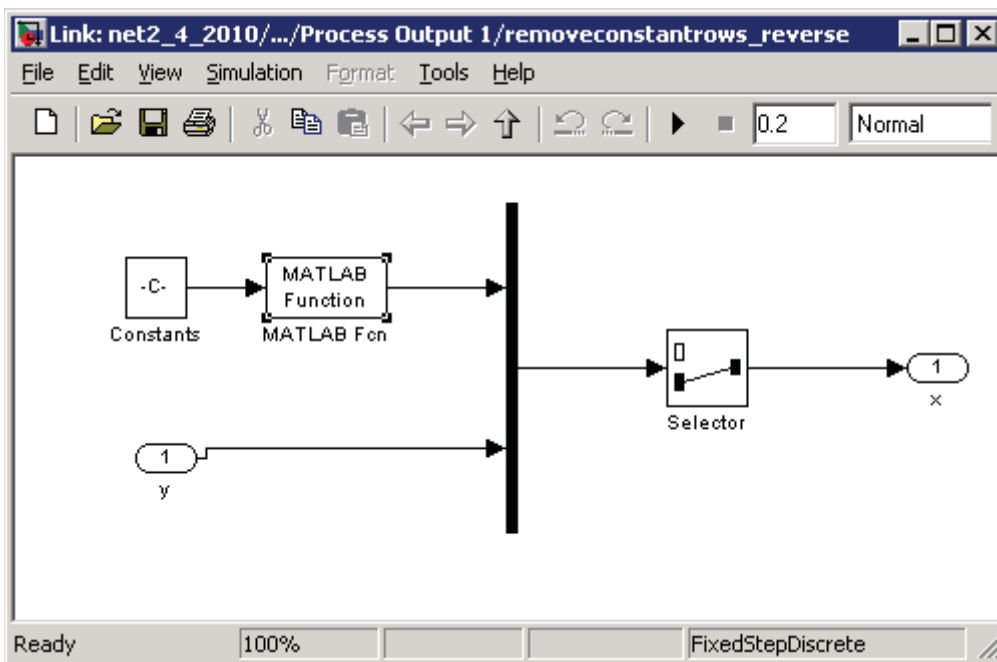 Link: net2_4_2010/.../Process Output 1/removeconstantrows_reverse
File Edit View Simulation Format Tools Help
0.2 Normal
-C-
Constants
MATLAB
Function
MATLAB Fcn
Selector
1
x
1
y
Ready 100% FixedStepDiscrete